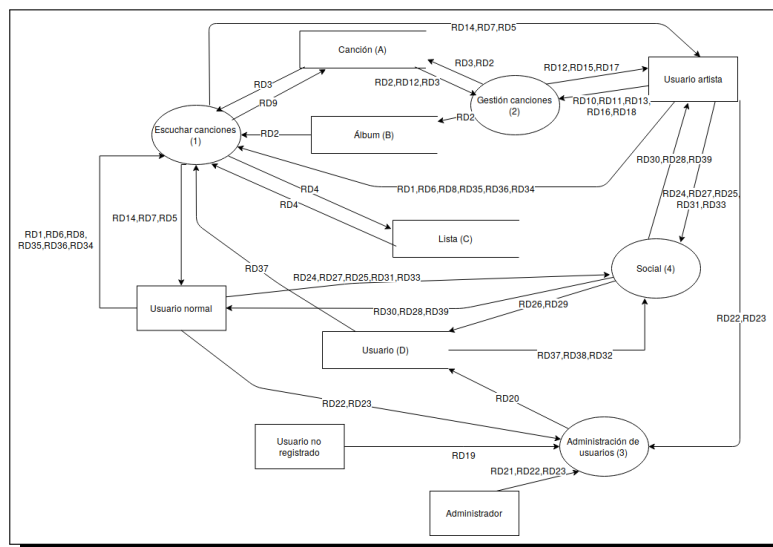 RD14,RD7,RD5
Canción (A)
RD3,RD2
RD12,RD15,RD17
Usuario artista
RD3
RD2,RD12,RD3
Gestión canciones
(2)
RD10,RD11,RD13,
RD16,RD18
RD9
Escuchar canciones
(1)
RD2
Álbum (B)
RD2
RD30,RD28,RD39
RD4
RD1,RD6,RD8,RD35,RD36,RD34
RD24,RD27,RD25,
RD31,RD33
RD4
RD14,RD7,RD5
RD1,RD6,RD8,
RD35,RD36,RD34
Lista (C)
RD37
Social (4)
RD24,RD27,RD25,RD31,RD33
Usuario normal
RD30,RD28,RD39
RD26,RD29
RD22,RD23
Usuario (D)
RD37,RD38,RD32
RD22,RD23
RD20
Usuario no
registrado
RD19
Administración de
usuarios (3)
RD21,RD22,RD23
Administrador